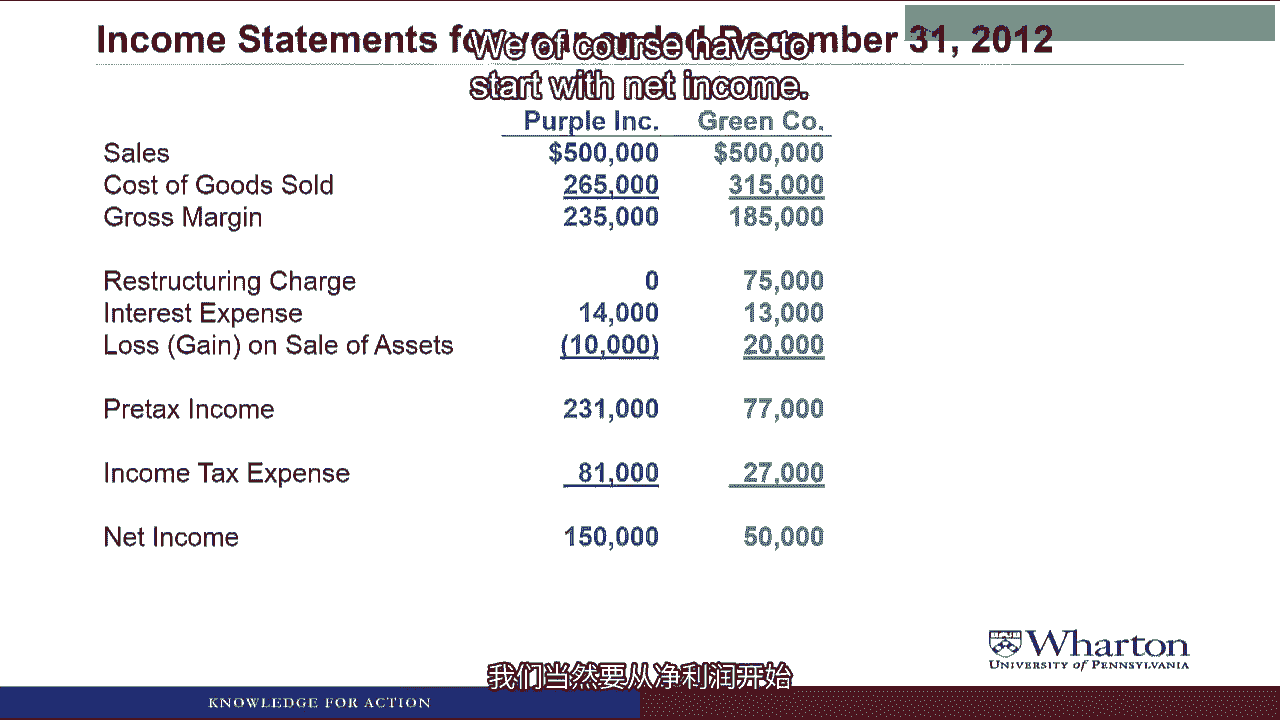 Income Statements for year ended December 31, 2012
We of course have to
start with net income.
Purple Inc. Green Co.
Sales $500,000 $500,000
Cost of Goods Sold 265,000 315,000
Gross Margin 235,000 185,000
Restructuring Charge 0 75,000
Interest Expense 14,000 13,000
Loss (Gain) on Sale of Assets (10,000) 20,000
Pretax Income 231,000 77,000
Income Tax Expense 81,000 27,000
Net Income 150,000 50,000
Wharton
UNIVERSITY of PENNSYLVANIA
我们当然要从净利润开始
KNOWLEDGE FOR ACTION